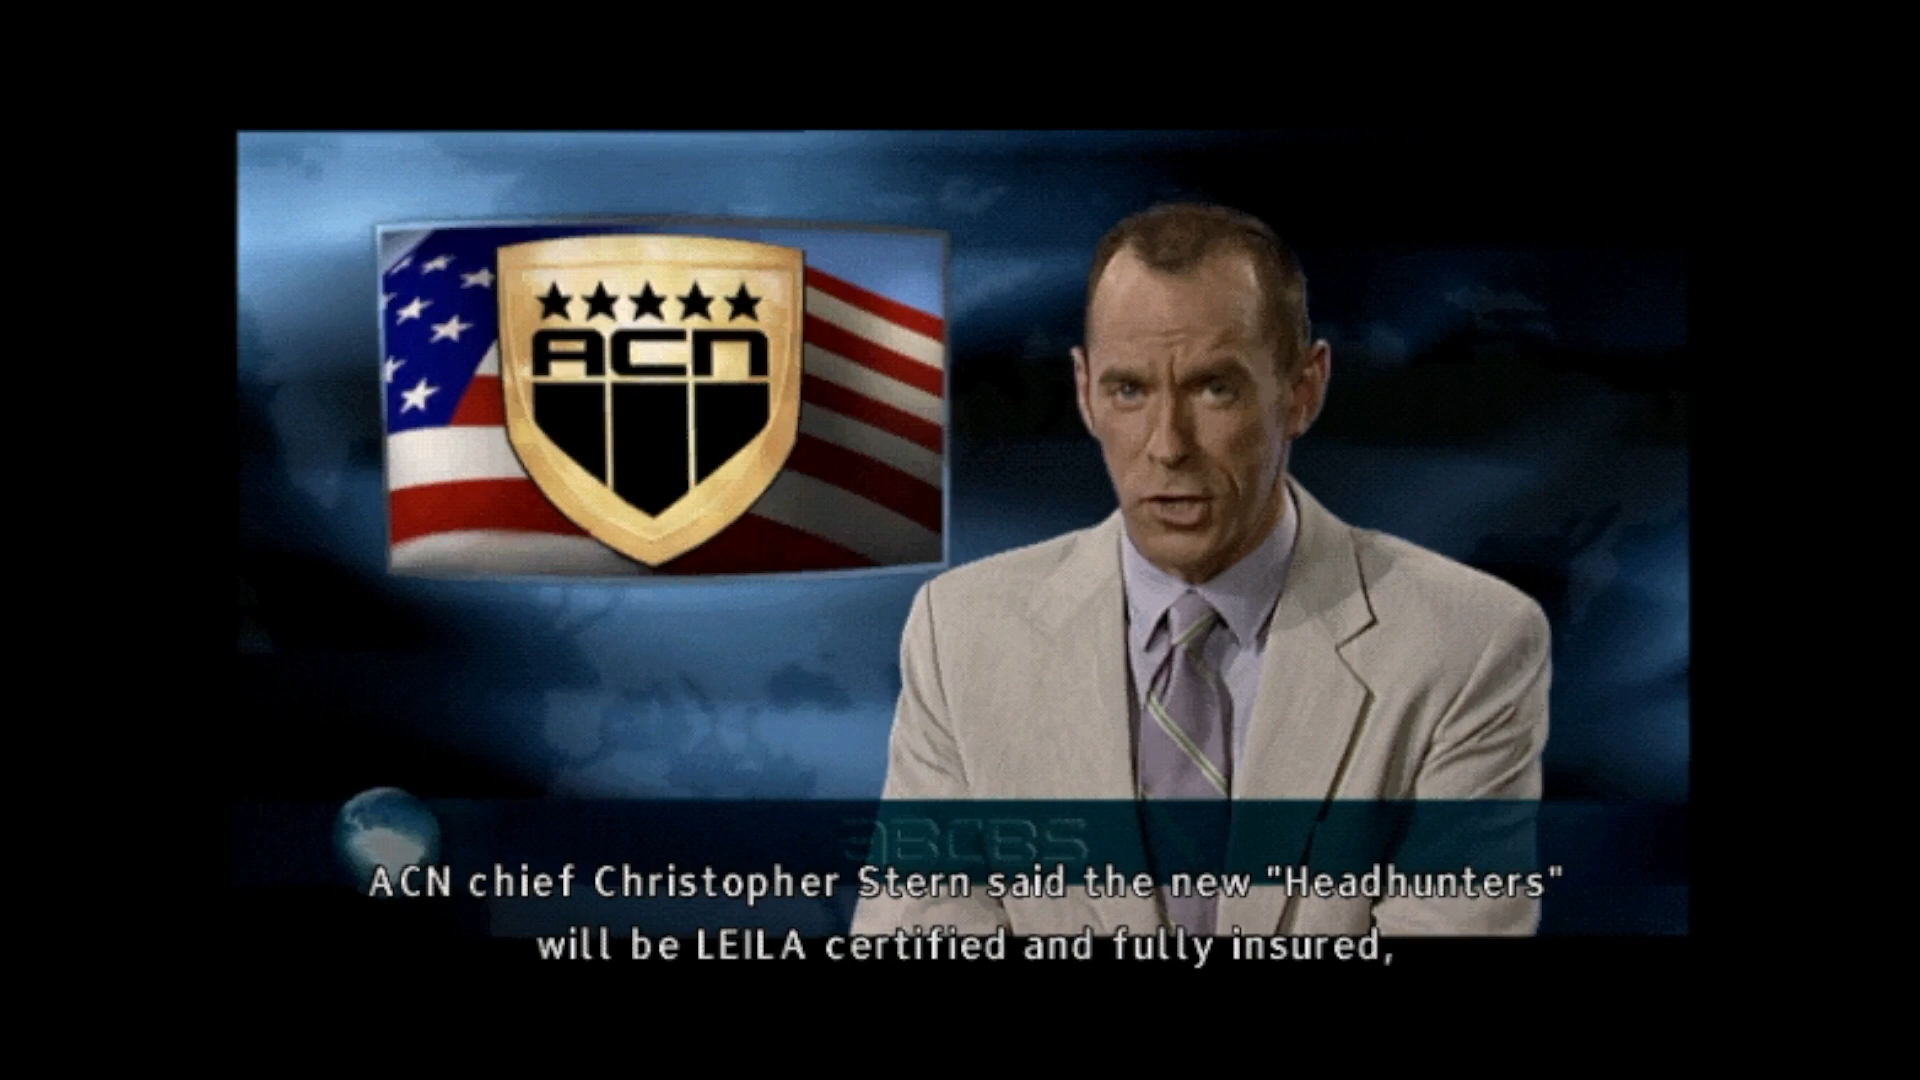 ACN
ABCBS
ACN chief Christopher Stern said the new "Headhunters"
will be LEILA certified and fully insured,